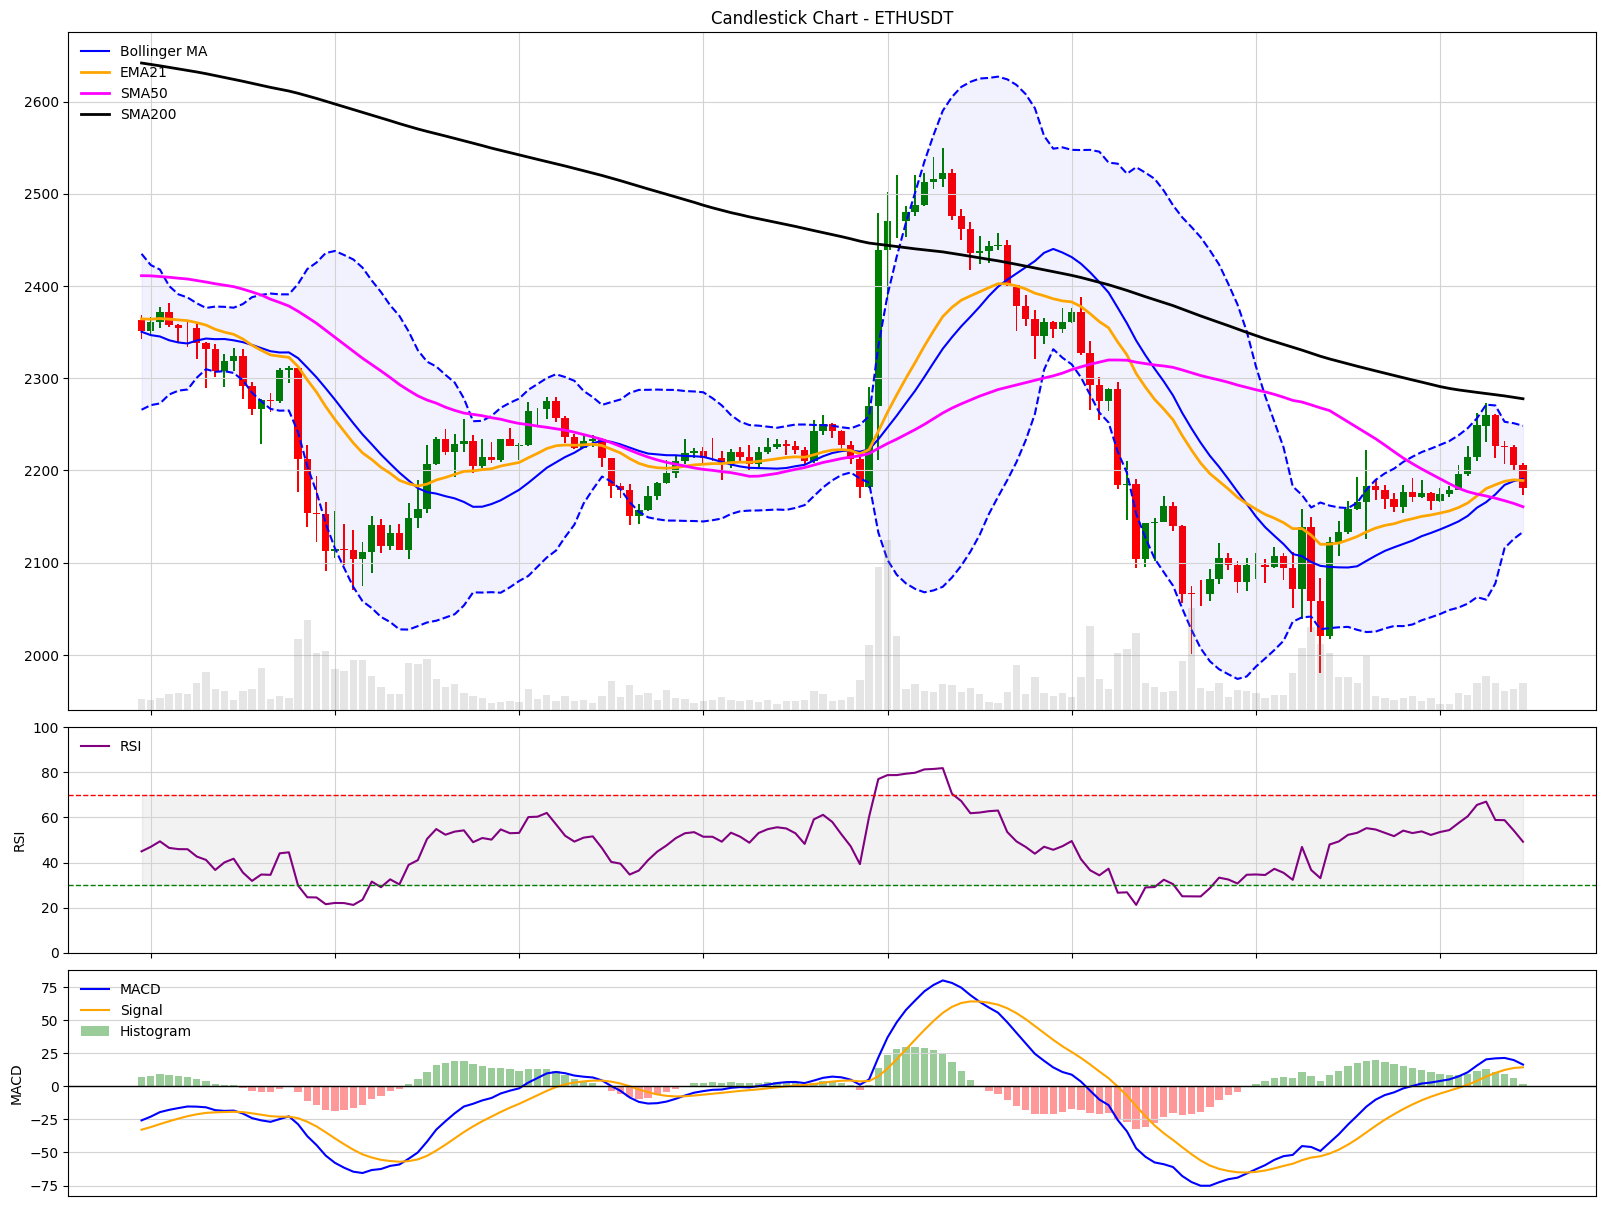 Candlestick Chart - ETHUSDT
Bollinger MA
EMA21
SMA50
SMA200
2600
2500
2400
2300
2200
2100
2000
RSI
100
80
60
40
20
0
RSI
MACD
Signal
Histogram
75
50
25
0
−25
−50
−75
MACD